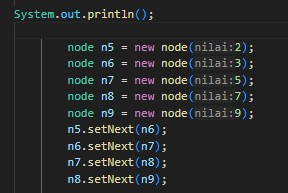 System.out.println();
node n5 = new node(nilai:2);
node n6 = new node(nilai:3);
node n7 = new node(nilai:5);
node n8 = new node(nilai:7);
node n9 = new node(nilai:9);
n5.setNext(n6);
n6.setNext(n7);
n7.setNext(n8);
n8.setNext(n9);